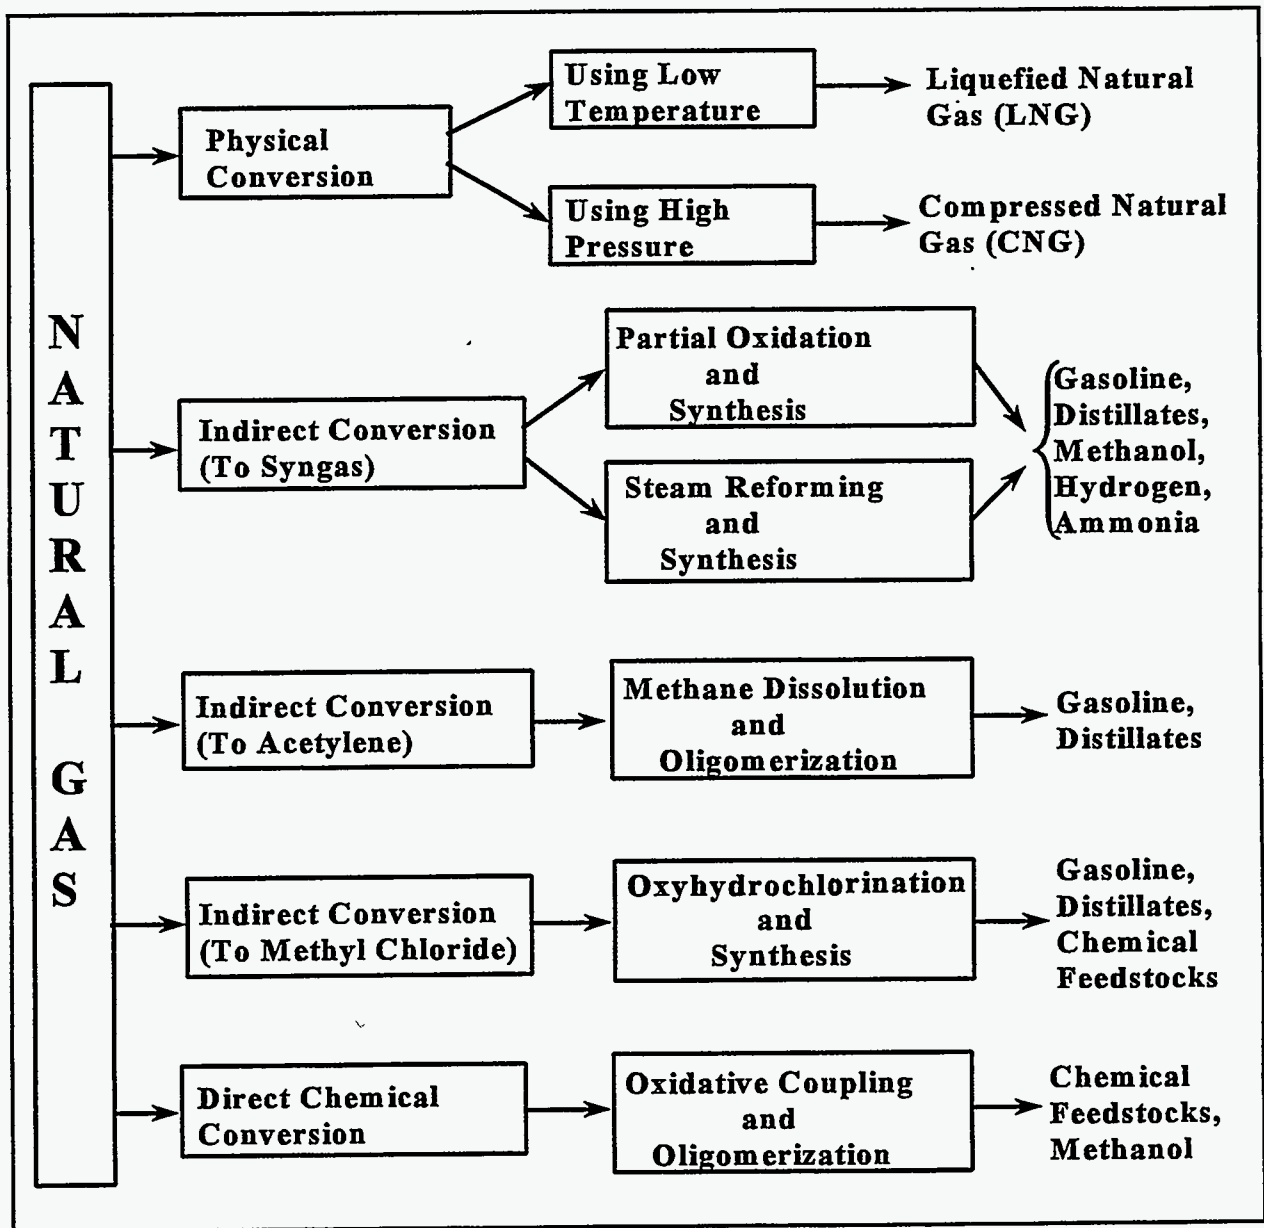 NATURAL GAS
Physical
Conversion
Using Low
Temperature
Liquefied Natural
Gas (LNG)
Using High
Pressure
Compressed Natural
Gas (CNG)
Indirect Conversion
(To Syngas)
Partial Oxidation
and
Synthesis
Steam Reforming
and
Synthesis
Gasoline,
Distillates,
Methanol,
Hydrogen,
Ammonia
Indirect Conversion
(To Acetylene)
Methane Dissolution
and
Oligomerization
Gasoline,
Distillates
Indirect Conversion
(To Methyl Chloride)
Oxyhydrochlorination
and
Synthesis
Gasoline,
Distillates,
Chemical
Feedstocks
Direct Chemical
Conversion
Oxidative Coupling
and
Oligomerization
Chemical
Feedstocks,
Methanol